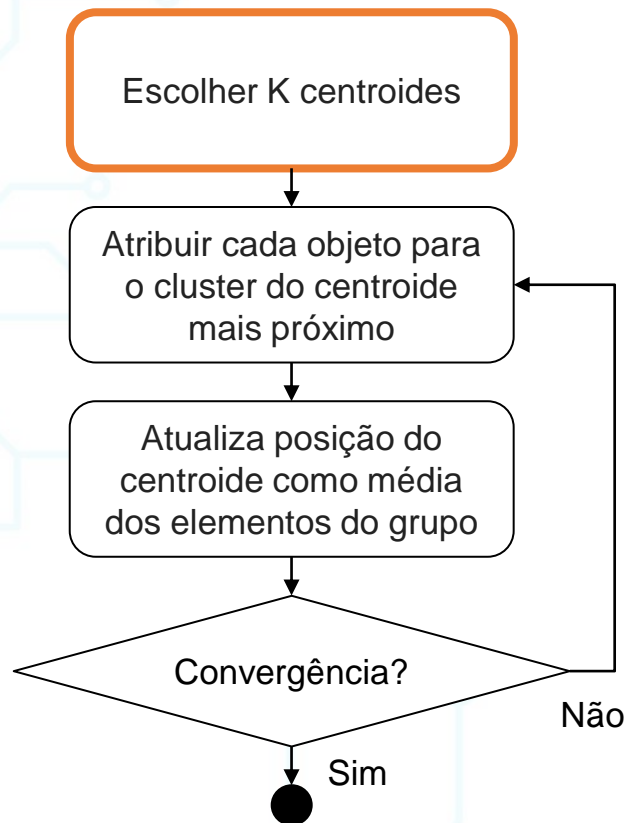 Escolher K centroides
Atribuir cada objeto para
o cluster do centroide
mais próximo
Atualiza posição do
centroide como média
dos elementos do grupo
Convergência?
Não
Sim